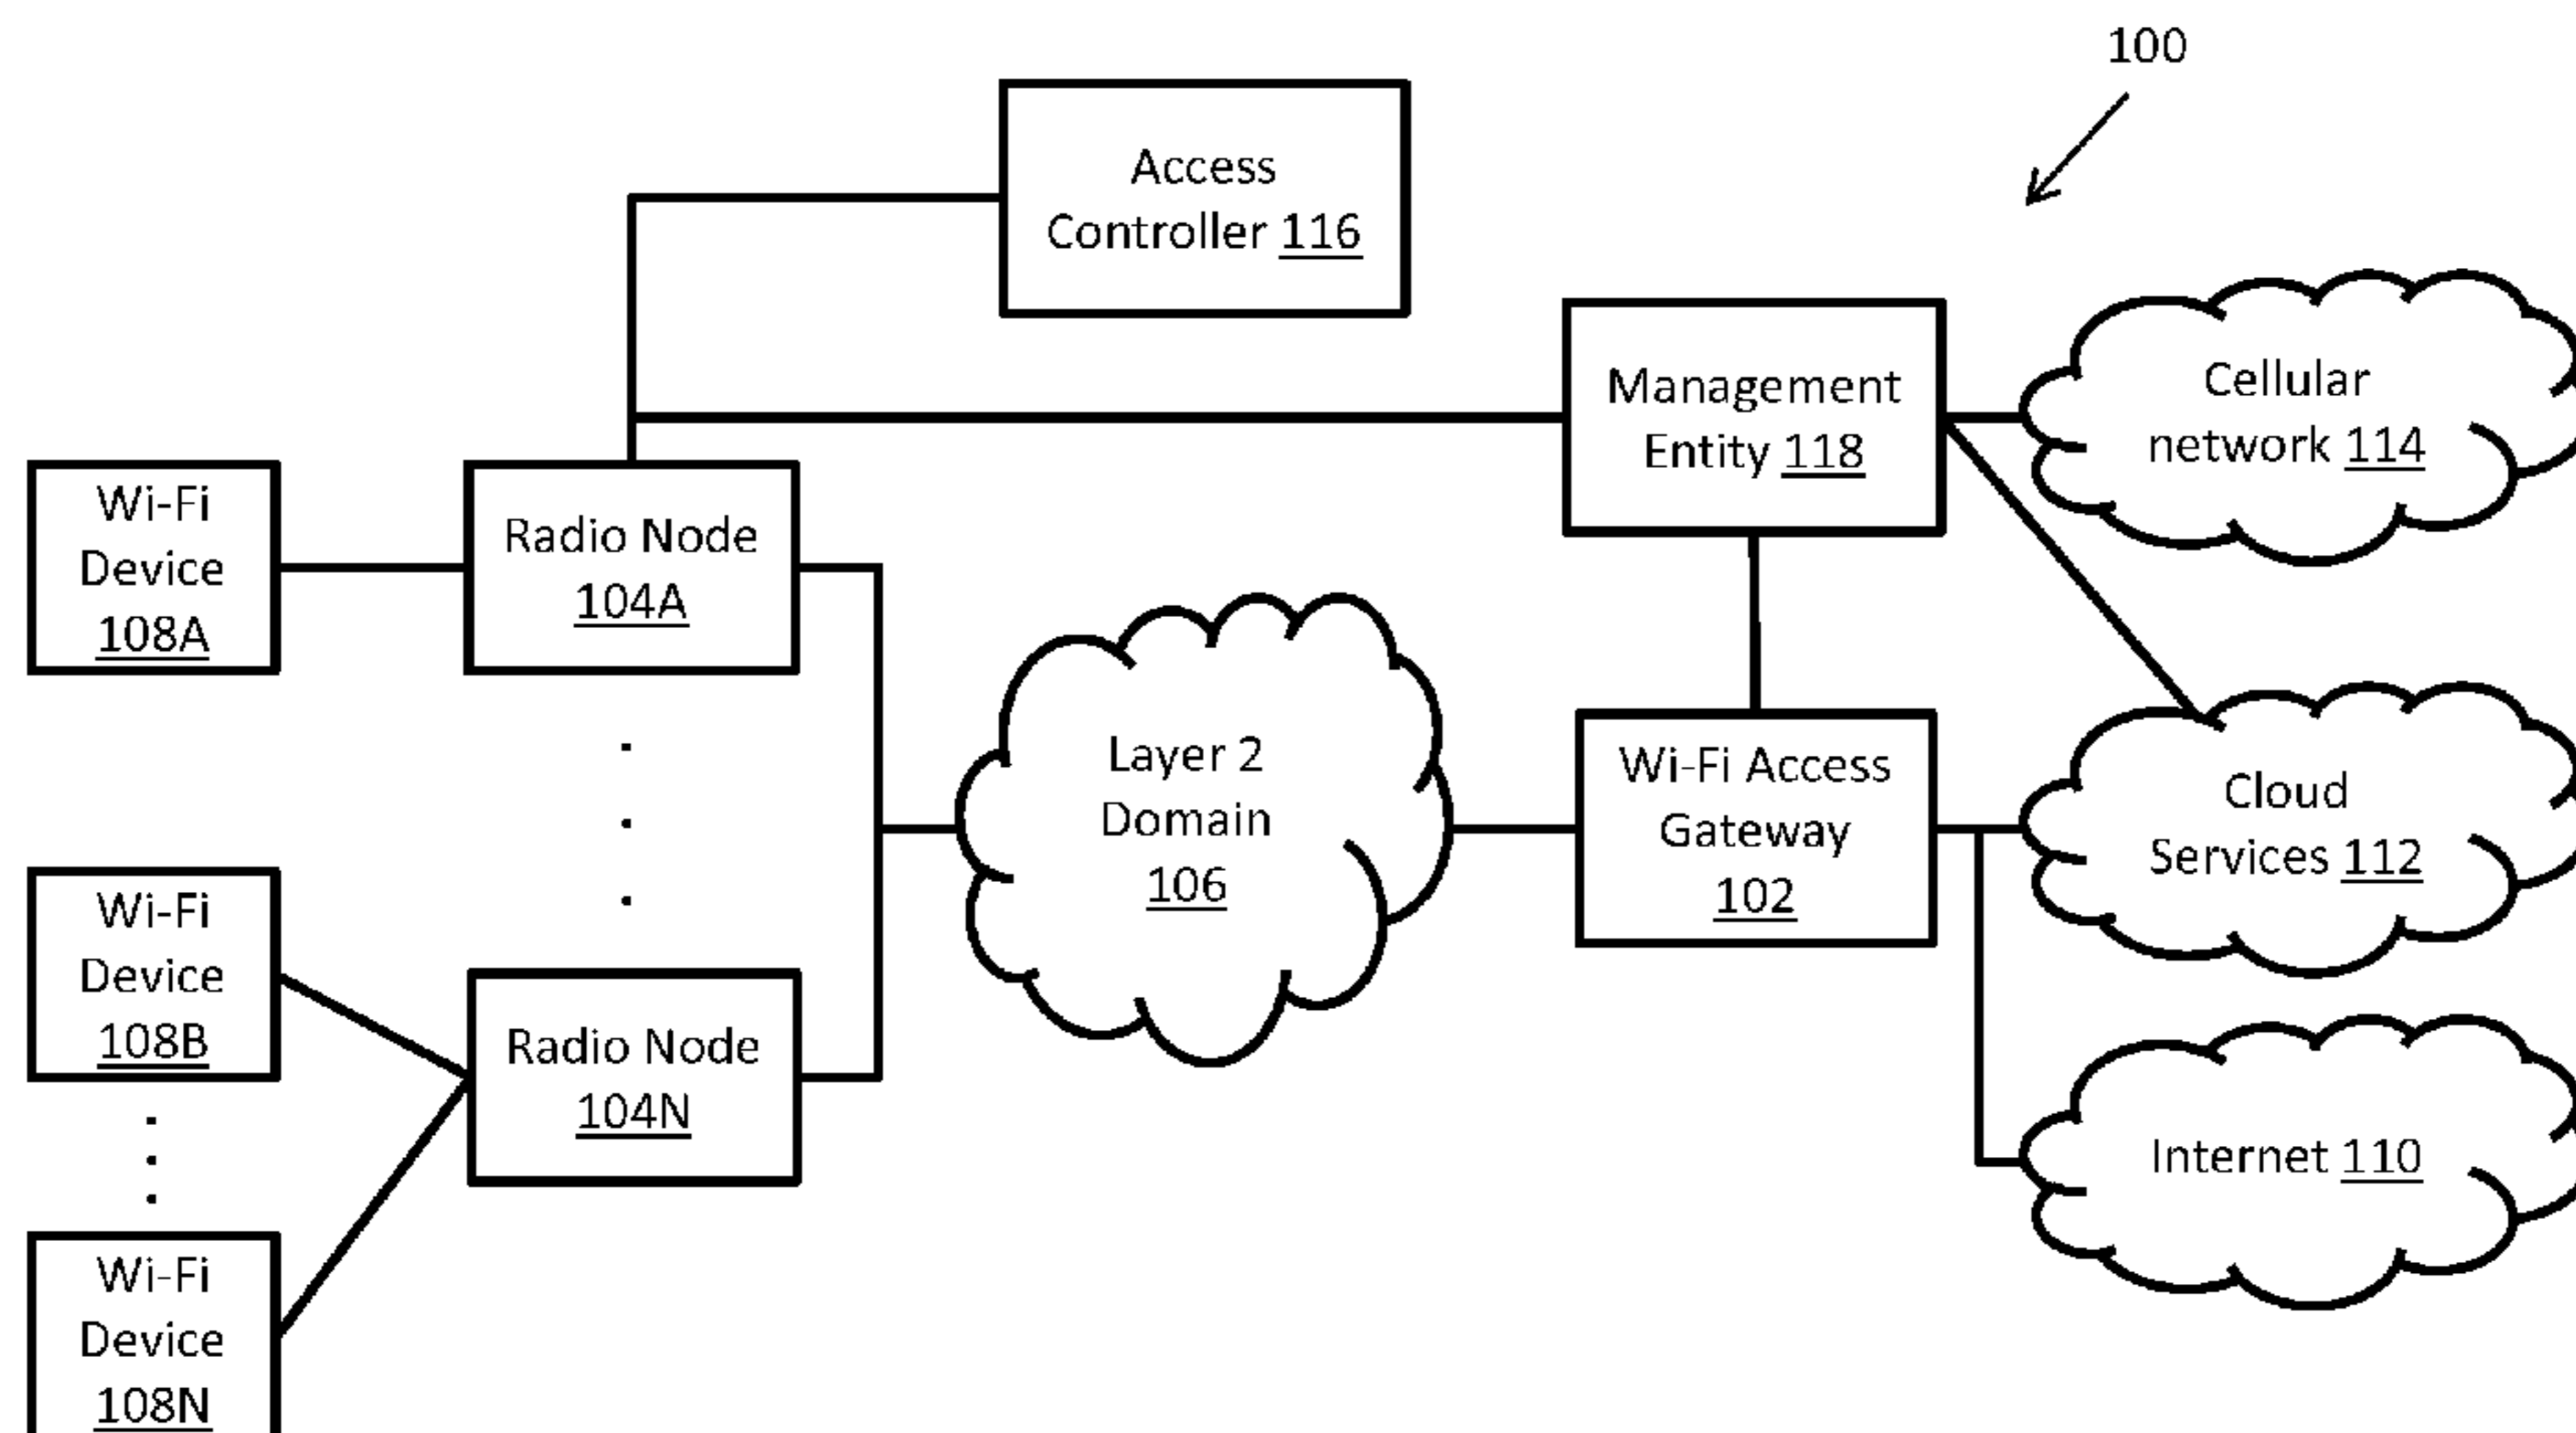 100
Access
Controller 116
Management
Entity 118
Cellular
network 114
Wi-Fi
Device
108A
Radio Node
104A
Layer 2
Domain
106
Wi-Fi Access
Gateway
102
Cloud
Services 112
Wi-Fi
Device
108B
Radio Node
104N
Internet 110
Wi-Fi
Device
108N